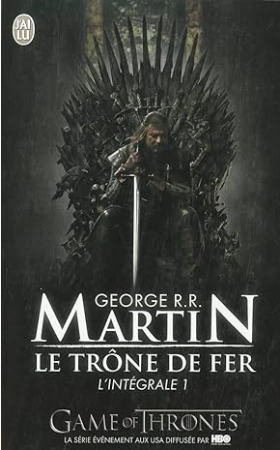 J'AI
LU
GEORGE R.R.
MARTIN
LE TRÔNE DE FER
L'INTÉGRALE 1
GAME OF THRONES
LA SÉRIE ÉVÉNEMENT AUX USA DIFFUSÉE PAR HBO